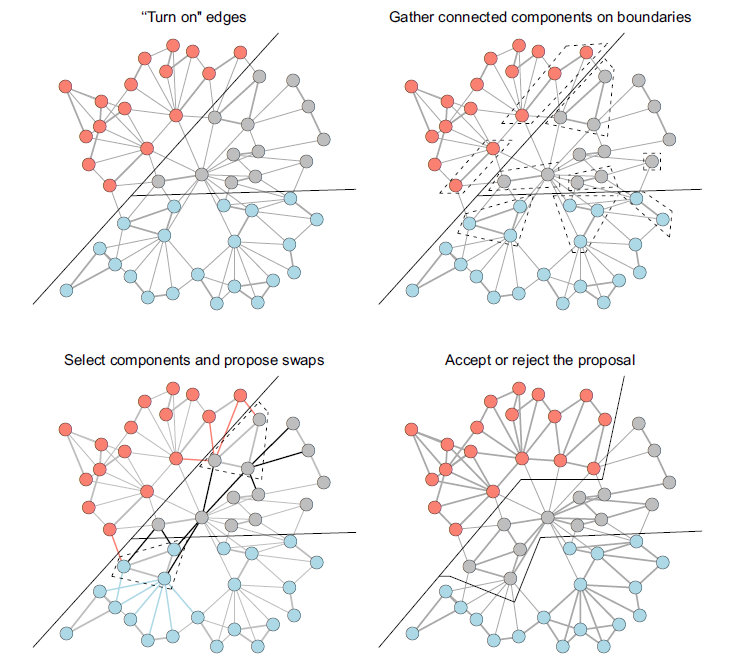 “Turn on" edges
Gather connected components on boundaries
Select components and propose swaps
Accept or reject the proposal